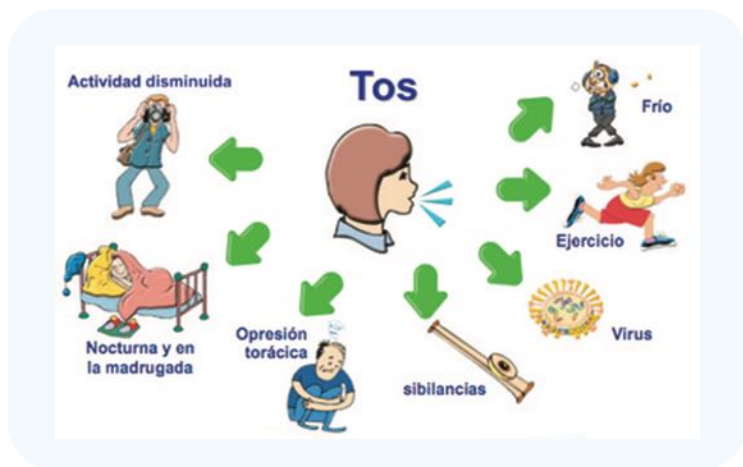 Tos
Actividad disminuida
Frío
Ejercicio
Virus
sibilancias
Opresión
torácica
Nocturna y en
la madrugada